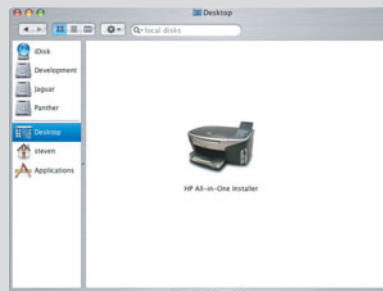 Desktop
local disks
iDisk
Development
Jaguar
Panther
Desktop
steven
Applications
HP All-in-One Installer